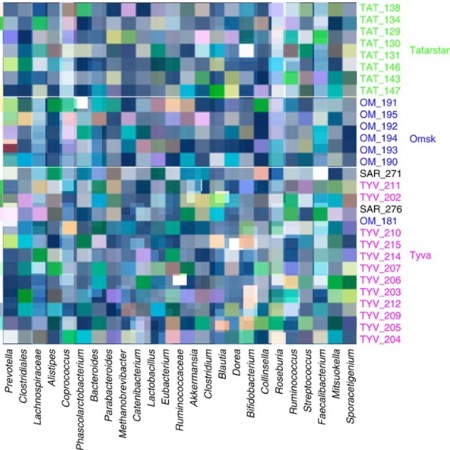 TAT_138
TAT_134
TAT_129
TAT_130
TAT_131
TAT_146
TAT_143
TAT_147
Tatarstar
OM_191
OM_195
OM_192
OM_194
OM_193
OM_190
Omsk
SAR_271
TYV_211
TYV_202
SAR_276
OM_181
TYV_210
TYV_215
TYV_214
TYV_207
TYV_206
TYV_203
TYV_212
TYV_209
TYV_205
TYV_204
Tyva
Prevotella
Clostridiales
Lachnospiraceae
Alistipes
Coprococcus
Phascolarctobacterium
Bacteroides
Parabacteroides
Methanobrevibacter
Catenibacterium
Lactobacillus
Eubacterium
Ruminococcaceae
Akkermansia
Clostridium
Blautia
Dorea
Bifidobacterium
Collinsella
Roseburia
Ruminococcus
Streptococcus
Faecalibacterium
Mitsuokella
Sporacetigenium